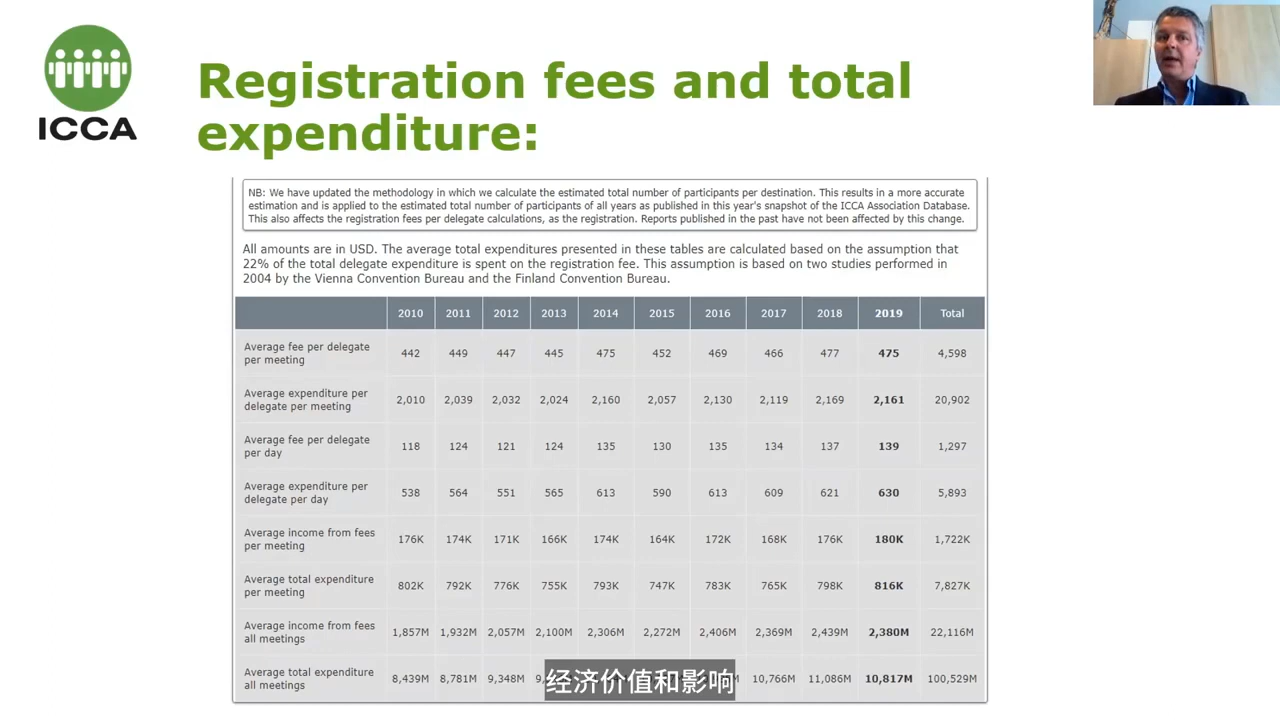 ICCA
Registration fees and total
expenditure:
NB: We have updated the methodology in which we calculate the estimated total number of participants per destination. This results in a more accurate
estimation and is applied to the estimated total number of participants of all years as published in this year's snapshot of the ICCA Association Database.
This also affects the registration fees per delegate calculations, as the registration. Reports published in the past have not been affected by this change.
All amounts are in USD. The average total expenditures presented in these tables are calculated based on the assumption that
22% of the total delegate expenditure is spent on the registration fee. This assumption is based on two studies performed in
2004 by the Vienna Convention Bureau and the Finland Convention Bureau.
2010 2011 2012 2013 2014 2015 2016 2017 2018 2019 Total
Average fee per delegate
per meeting
442 449 447 445 475 452 469 466 477 475 4,598
Average expenditure per
delegate per meeting
2,010 2,039 2,032 2,024 2,160 2,057 2,130 2,119 2,169 2,161 20,902
Average fee per delegate
per day
118 124 121 124 135 130 135 134 137 139 1,297
Average expenditure per
delegate per day
538 564 551 565 613 590 613 609 621 630 5,893
Average income from fees
per meeting
176K 174K 171K 166K 174K 164K 172K 168K 176K 180K 1,722K
Average total expenditure
per meeting
802K 792K 776K 755K 793K 747K 783K 765K 798K 816K 7,827K
Average income from fees
all meetings
1,857M 1,932M 2,057M 2,100M 2,306M 2,272M 2,406M 2,369M 2,439M 2,380M 22,116M
Average total expenditure
all meetings
8,439M 8,781M 9,348M 10,766M 11,086M 10,817M 100,529M
经济价值和影响